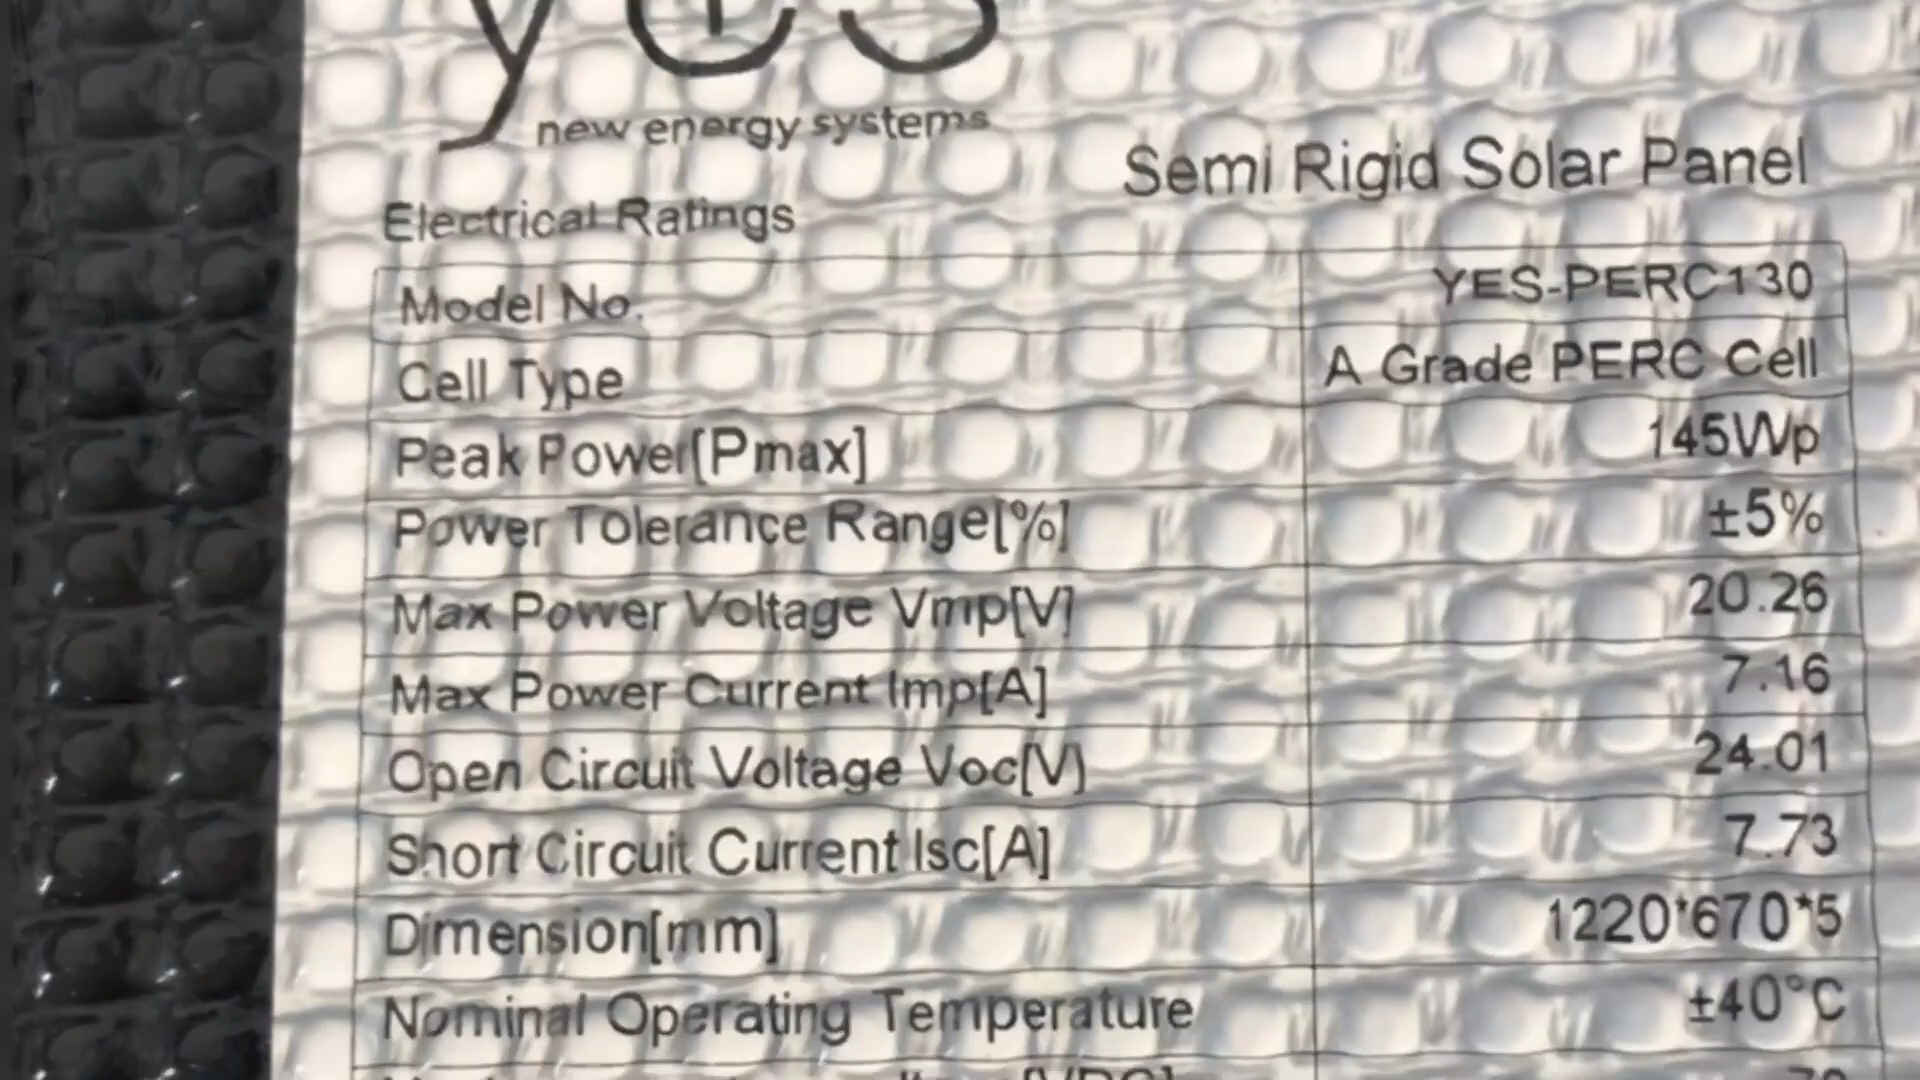 yes
new energy systems
Semi Rigid Solar Panel
Electrical Ratings
Model No. YES-PERC130
Cell Type A Grade PERC Cell
Peak Power[Pmax] 145Wp
Power Tolerance Range[%] ±5%
Max Power Voltage Vmp[V] 20.26
Max Power Current Imp[A] 7.16
Open Circuit Voltage Voc[V] 24.01
Short Circuit Current Isc[A] 7.73
Dimension[mm] 1220*670*5
Nominal Operating Temperature ±40°C